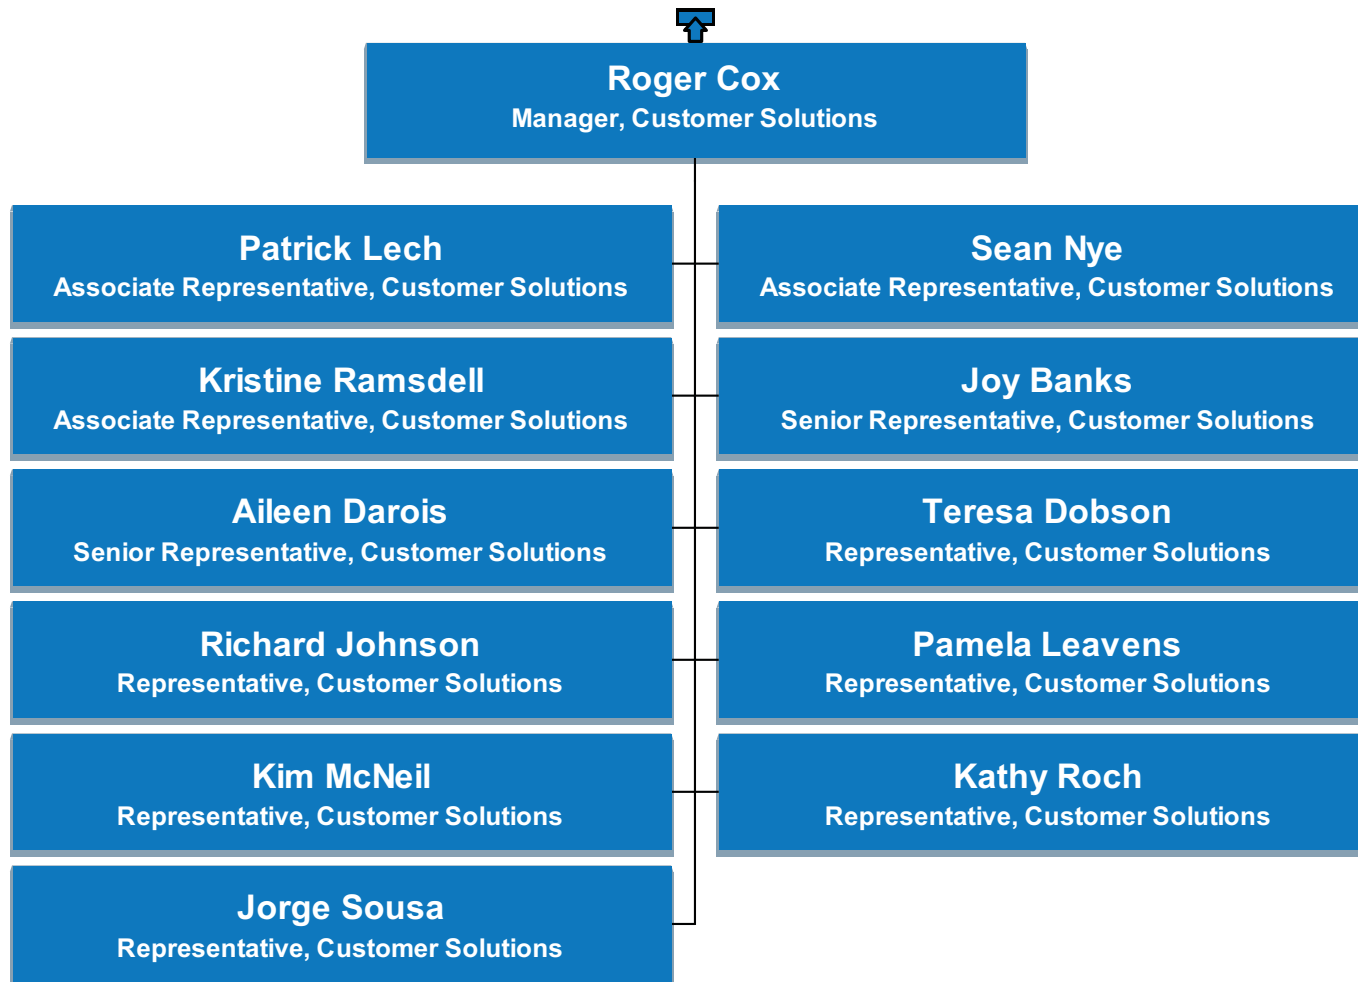 Roger Cox
Manager, Customer Solutions
Patrick Lech
Associate Representative, Customer Solutions
Sean Nye
Associate Representative, Customer Solutions
Kristine Ramsdell
Associate Representative, Customer Solutions
Joy Banks
Senior Representative, Customer Solutions
Aileen Darois
Senior Representative, Customer Solutions
Teresa Dobson
Representative, Customer Solutions
Richard Johnson
Representative, Customer Solutions
Pamela Leavens
Representative, Customer Solutions
Kim McNeil
Representative, Customer Solutions
Kathy Roch
Representative, Customer Solutions
Jorge Sousa
Representative, Customer Solutions